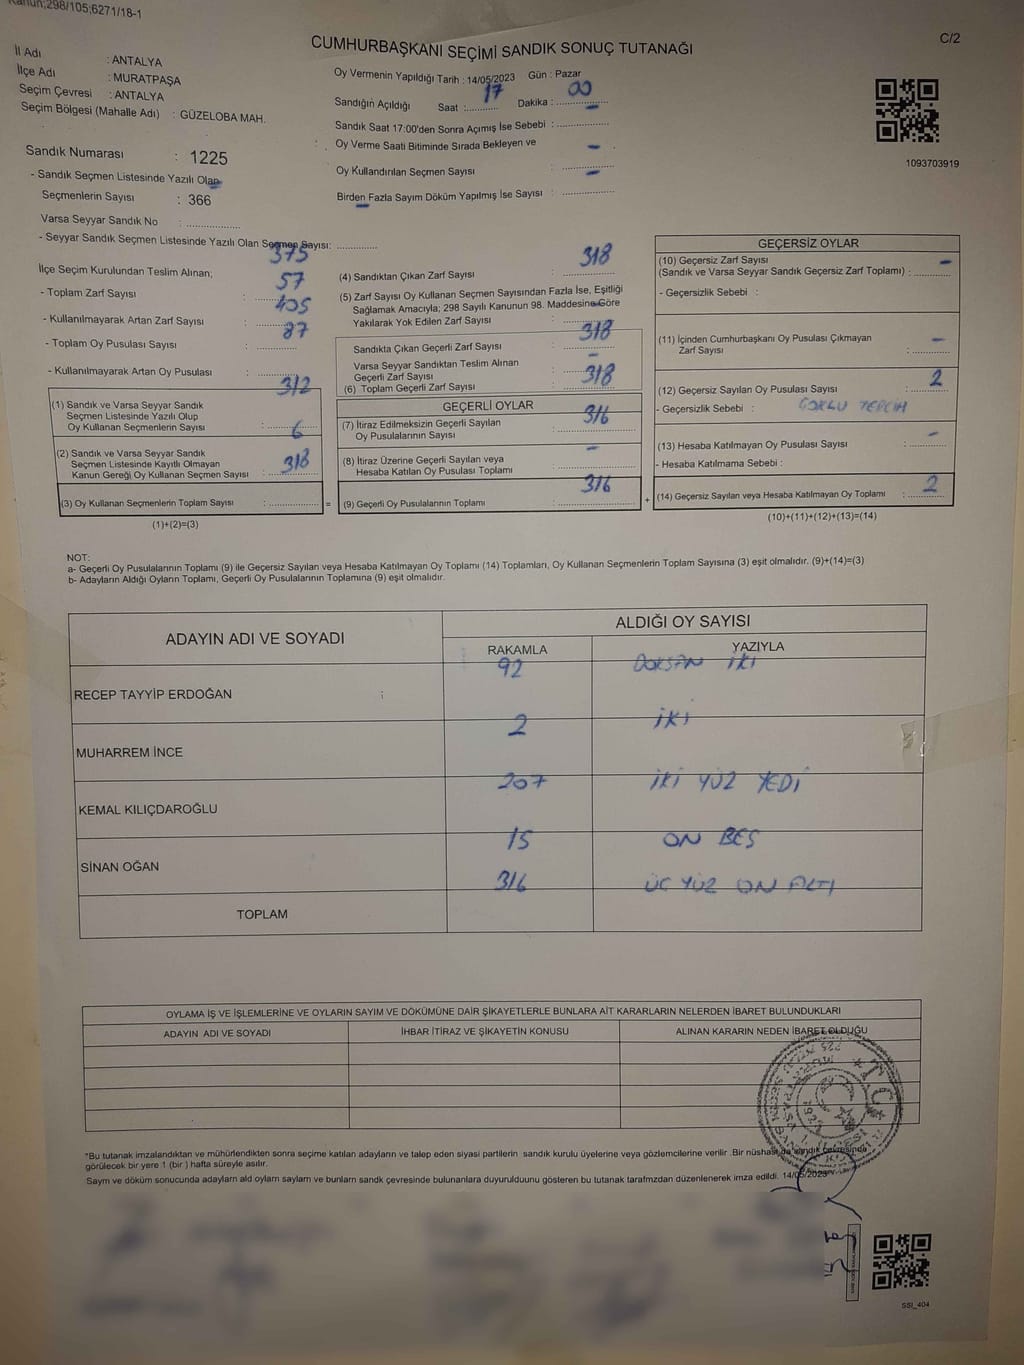 Kanun;298/105;6271/18-1
C/2
CUMHURBAŞKANI SEÇİMİ SANDIK SONUÇ TUTANAĞI
İl Adı : ANTALYA
İlçe Adı : MURATPAŞA
Seçim Çevresi : ANTALYA
Seçim Bölgesi (Mahalle Adı) : GÜZELOBA MAH.
Sandık Numarası : 1225
- Sandık Seçmen Listesinde Yazılı Olan
Seçmenlerin Sayısı : 366
Varsa Seyyar Sandık No :
- Seyyar Sandık Seçmen Listesinde Yazılı Olan Seçmen Sayısı:
375
İlçe Seçim Kurulundan Teslim Alınan;
57
- Toplam Zarf Sayısı :
405
- Kullanılmayarak Artan Zarf Sayısı :
87
- Toplam Oy Pusulası Sayısı :
- Kullanılmayarak Artan Oy Pusulası :
312
(1) Sandık ve Varsa Seyyar Sandık
Seçmen Listesinde Yazılı Olup
Oy Kullanan Seçmenlerin Sayısı :
6
(2) Sandık ve Varsa Seyyar Sandık
Seçmen Listesinde Kayıtlı Olmayan
Kanun Gereği Oy Kullanan Seçmen Sayısı :
318
(3) Oy Kullanan Seçmenlerin Toplam Sayısı : =
(1)+(2)=(3)
Oy Vermenin Yapıldığı Tarih : 14/05/2023 Gün : Pazar
17 00
Sandığın Açıldığı Saat : Dakika :
Sandık Saat 17:00'den Sonra Açımış İse Sebebi :
Oy Verme Saati Bitiminde Sırada Bekleyen ve
Oy Kullandırılan Seçmen Sayısı :
Birden Fazla Sayım Döküm Yapılmış İse Sayısı :
318
(4) Sandıktan Çıkan Zarf Sayısı :
(5) Zarf Sayısı Oy Kullanan Seçmen Sayısından Fazla İse, Eşitliği
Sağlamak Amacıyla; 298 Sayılı Kanunun 98. Maddesine Göre
Yakılarak Yok Edilen Zarf Sayısı :
318
Sandıkta Çıkan Geçerli Zarf Sayısı :
Varsa Seyyar Sandıktan Teslim Alınan
Geçerli Zarf Sayısı :
318
(6) Toplam Geçerli Zarf Sayısı :
GEÇERLİ OYLAR
316
(7) İtiraz Edilmeksizin Geçerli Sayılan
Oy Pusulalarının Sayısı :
(8) İtiraz Üzerine Geçerli Sayılan veya
Hesaba Katılan Oy Pusulası Toplamı :
316
(9) Geçerli Oy Pusulalarının Toplamı : +
1093703919
GEÇERSİZ OYLAR
(10) Geçersiz Zarf Sayısı
(Sandık ve Varsa Seyyar Sandık Geçersiz Zarf Toplamı) :
- Geçersizlik Sebebi :
(11) İçinden Cumhurbaşkanı Oy Pusulası Çıkmayan
Zarf Sayısı :
2
(12) Geçersiz Sayılan Oy Pusulası Sayısı :
- Geçersizlik Sebebi : ÇOKLU TERCİH
(13) Hesaba Katılmayan Oy Pusulası Sayısı :
- Hesaba Katılmama Sebebi :
2
(14) Geçersiz Sayılan veya Hesaba Katılmayan Oy Toplamı :
(10)+(11)+(12)+(13)=(14)
NOT:
a- Geçerli Oy Pusulalarının Toplamı (9) ile Geçersiz Sayılan veya Hesaba Katılmayan Oy Toplamı (14) Toplamları, Oy Kullanan Seçmenlerin Toplam Sayısına (3) eşit olmalıdır. (9)+(14)=(3)
b- Adayların Aldığı Oyların Toplamı, Geçerli Oy Pusulalarının Toplamına (9) eşit olmalıdır.
ADAYIN ADI VE SOYADI ALDIĞI OY SAYISI
RAKAMLA YAZIYLA
92 DOKSAN İKİ
RECEP TAYYİP ERDOĞAN
2 İKİ
MUHARREM İNCE
207 İKİ YÜZ YEDİ
KEMAL KILIÇDAROĞLU
15 ON BEŞ
SİNAN OĞAN
316 ÜÇ YÜZ ON ALTI
TOPLAM
OYLAMA İŞ VE İŞLEMLERİNE VE OYLARIN SAYIM VE DÖKÜMÜNE DAİR ŞİKAYETLERLE BUNLARA AİT KARARLARIN NELERDEN İBARET BULUNDUKLARI
ADAYIN ADI VE SOYADI İHBAR İTİRAZ VE ŞİKAYETİN KONUSU ALINAN KARARIN NEDEN İBARET OLDUĞU
*Bu tutanak imzalandıktan ve mühürlendikten sonra seçime katılan adayların ve talep eden siyasi partilerin sandık kurulu üyelerine veya gözlemcilerine verilir .Bir nüshası da sandık çevresinde
görülecek bir yere 1 (bir ) hafta süreyle asılır.
Saym ve döküm sonucunda adayları ald oyları saylarn ve bunların sandk çevresinde bulunanlara duyurulduunu gösteren bu tutanak tarafmzdan düzenlenerek imza edildi. 14/05/2023
SSI_404